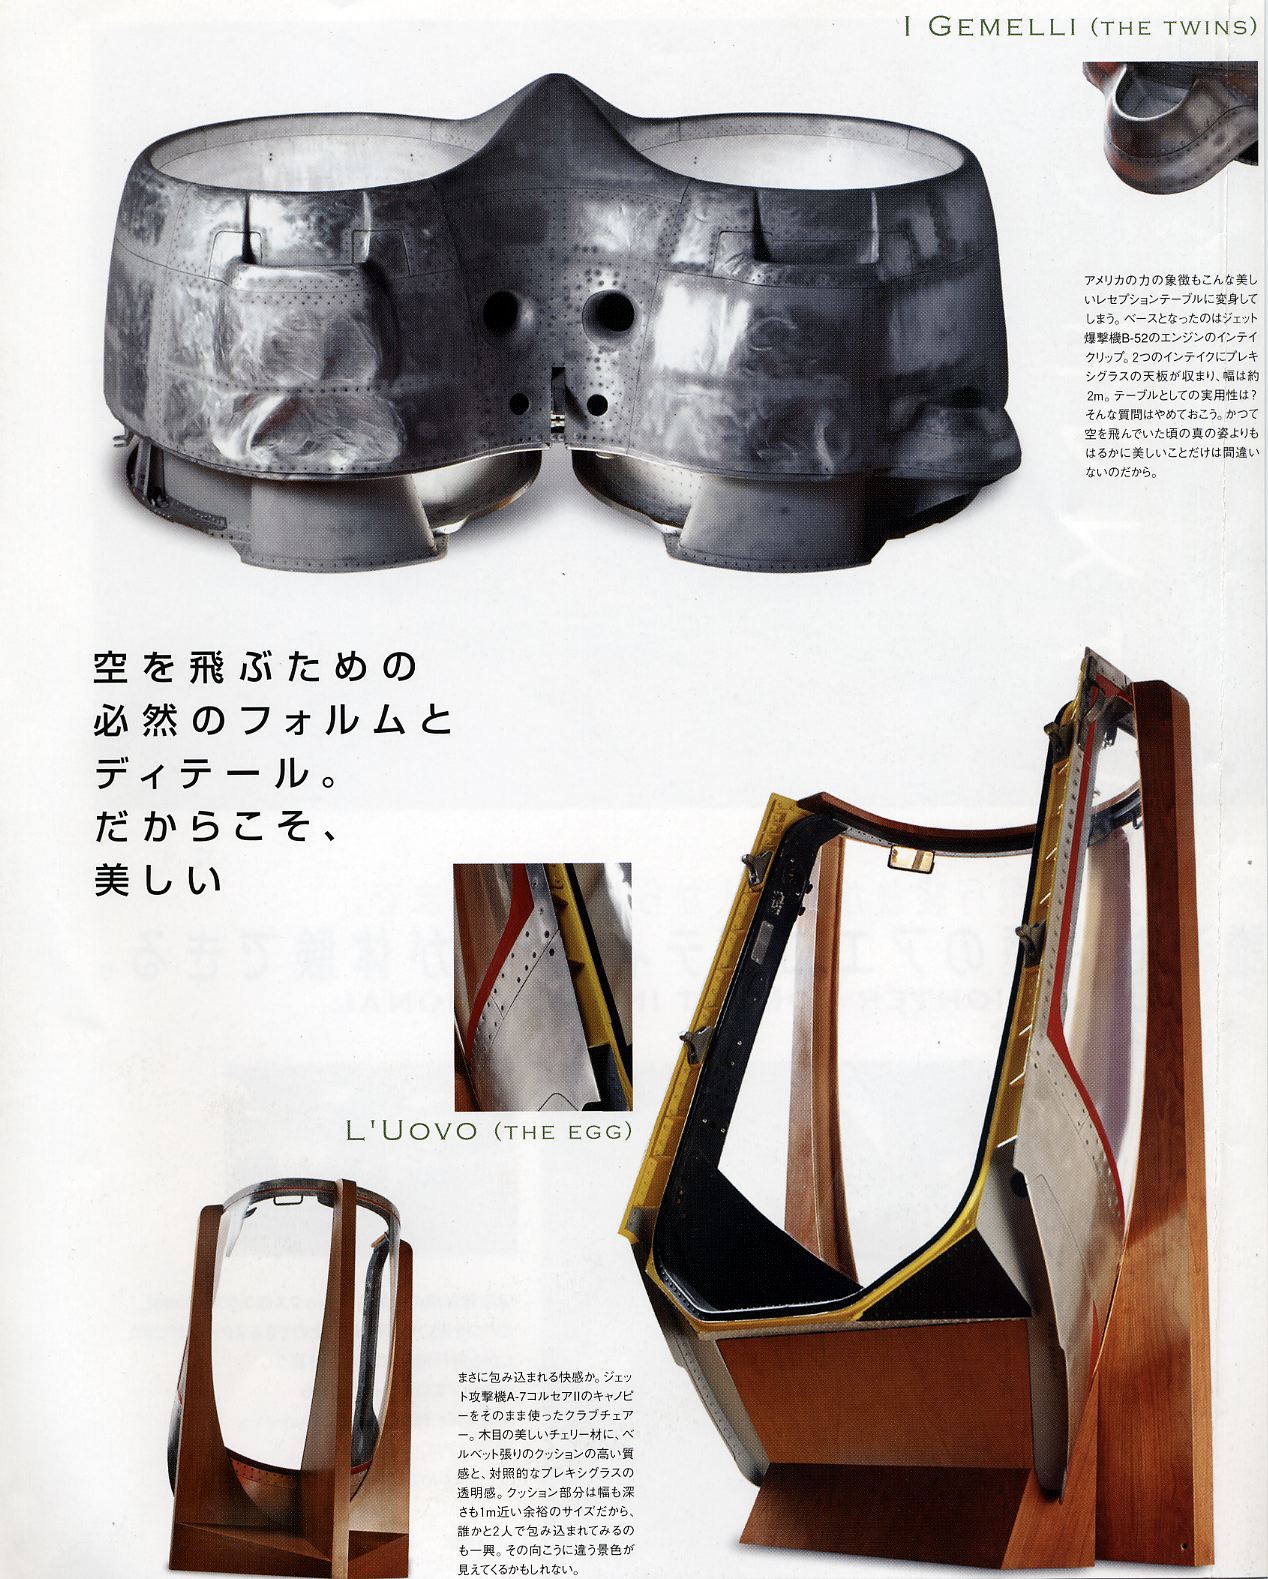 I GEMELLI (THE TWINS)
アメリカの力の象徴もこんな美し
いレセプションテーブルに変身して
しまう。ベースとなったのはジェット
爆撃機B-52のエンジンのインテイ
クリップ。2つのインテイクにプレキ
シグラスの天板が収まり、幅は約
2m。テーブルとしての実用性は?
そんな質問はやめておこう。かつて
空を飛んでいた頃の真の姿よりも
はるかに美しいことだけは間違い
ないのだから。
空を飛ぶための
必然のフォルムと
ディテール。
だからこそ、
美しい
L'UOVO (THE EGG)
まさに包み込まれる快感か。ジェッ
ト攻撃機A-7コルセアIIのキャノピ
ーをそのまま使ったクラブチェア
ー。木目の美しいチェリー材に、ベ
ルベット張りのクッションの高い質
感と、対照的なプレキシグラスの
透明感。クッション部分は幅も深
さも1m近い余裕のサイズだから、
誰かと2人で包み込まれてみるの
も一興。その向こうに違う景色が
見えてくるかもしれない。